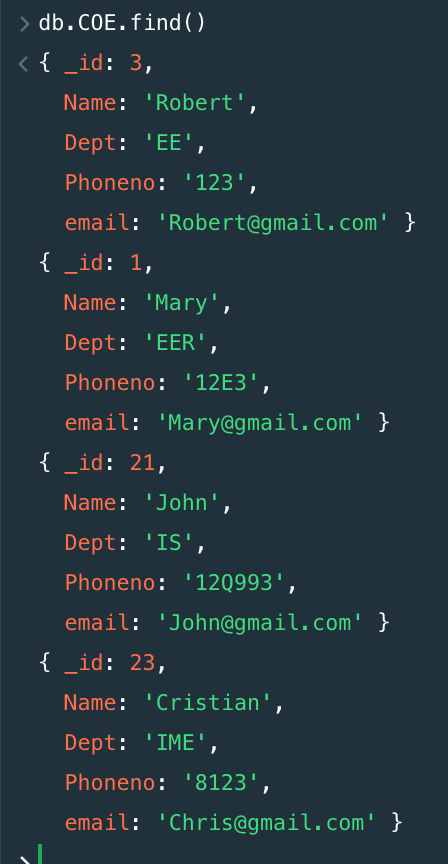 > db.COE.find()
< { _id: 3,
Name: 'Robert',
Dept: 'EE',
Phoneno: '123',
email: 'Robert@gmail.com' }
{ _id: 1,
Name: 'Mary',
Dept: 'EER',
Phoneno: '12E3',
email: 'Mary@gmail.com' }
{ _id: 21,
Name: 'John',
Dept: 'IS',
Phoneno: '12Q993',
email: 'John@gmail.com' }
{ _id: 23,
Name: 'Cristian',
Dept: 'IME',
Phoneno: '8123',
email: 'Chris@gmail.com' }
>